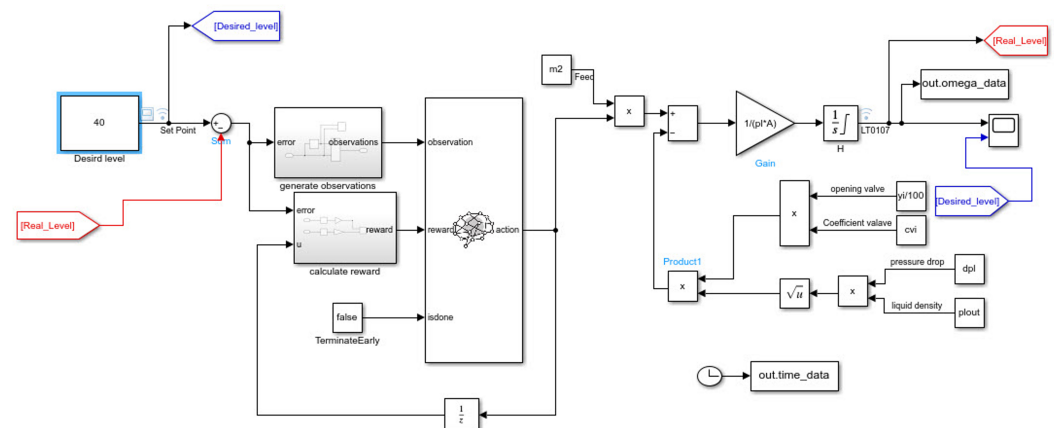 [Desired_level]
40
Set Point
Desird level
+
−
Sum
[Real_Level]
error
observations
generate observations
error
u
reward
calculate reward
false
TerminateEarly
observation
reward
isdone
action
1
z
m2
Feed
x
+
−
1/(pI*A)
Gain
1
s
H
LT0107
[Real_Level]
out.omega_data
[Desired_level]
x
opening valve
yi/100
Coefficient valave
cvi
Product1
x
√u
x
pressure drop
dpl
liquid density
plout
out.time_data